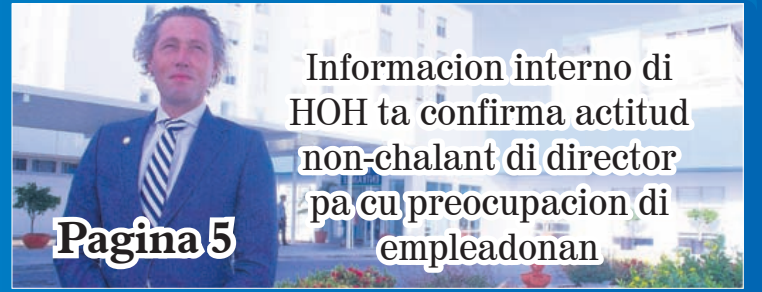 Informacion interno di
HOH ta confirma actitud
non-chalant di director
pa cu preocupacion di
empleadonan
Pagina 5